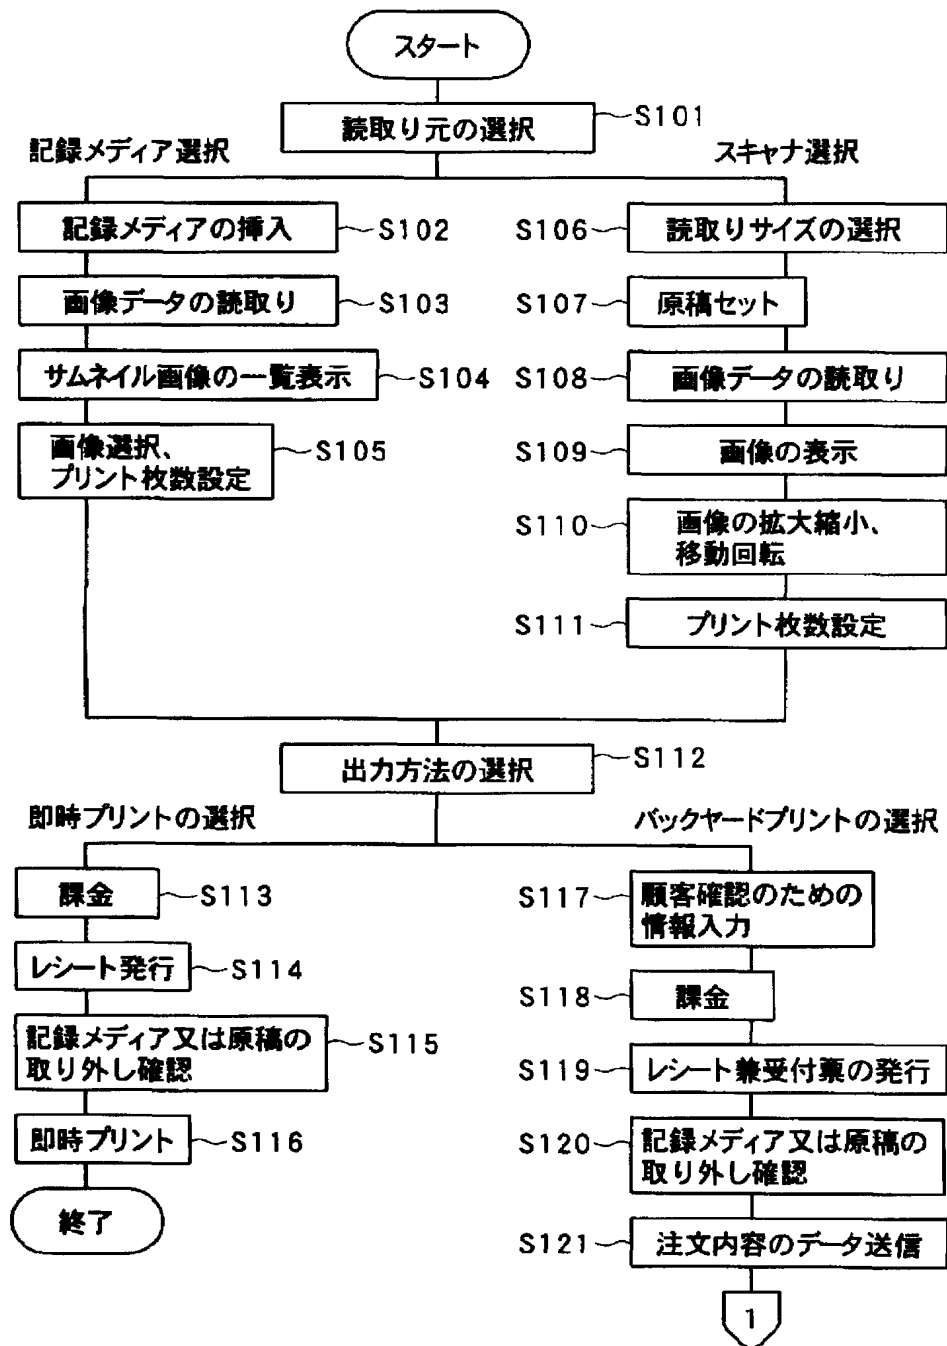 スタート
読取り元の選択 S101
記録メディア選択
記録メディアの挿入 S102
画像データの読取り S103
サムネイル画像の一覧表示 S104
画像選択、
プリント枚数設定 S105
スキャナ選択
S106 読取りサイズの選択
S107 原稿セット
S108 画像データの読取り
S109 画像の表示
S110 画像の拡大縮小、
移動回転
S111 プリント枚数設定
出力方法の選択 S112
即時プリントの選択
課金 S113
レシート発行 S114
記録メディア又は原稿の
取り外し確認 S115
即時プリント S116
終了
バックヤードプリントの選択
S117 顧客確認のための
情報入力
S118 課金
S119 レシート兼受付票の発行
S120 記録メディア又は原稿の
取り外し確認
S121 注文内容のデータ送信
1